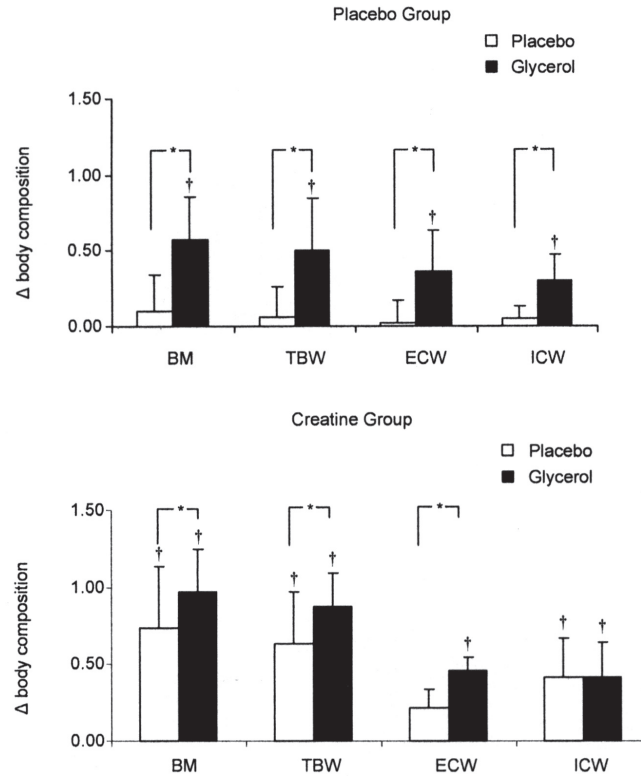 Placebo Group
Placebo
Glycerol
Δ body composition
1.50
1.00
0.50
0.00
* * * *
† † † †
BM TBW ECW ICW
Creatine Group
Placebo
Glycerol
Δ body composition
1.50
1.00
0.50
0.00
* * *
† † † † † † †
BM TBW ECW ICW